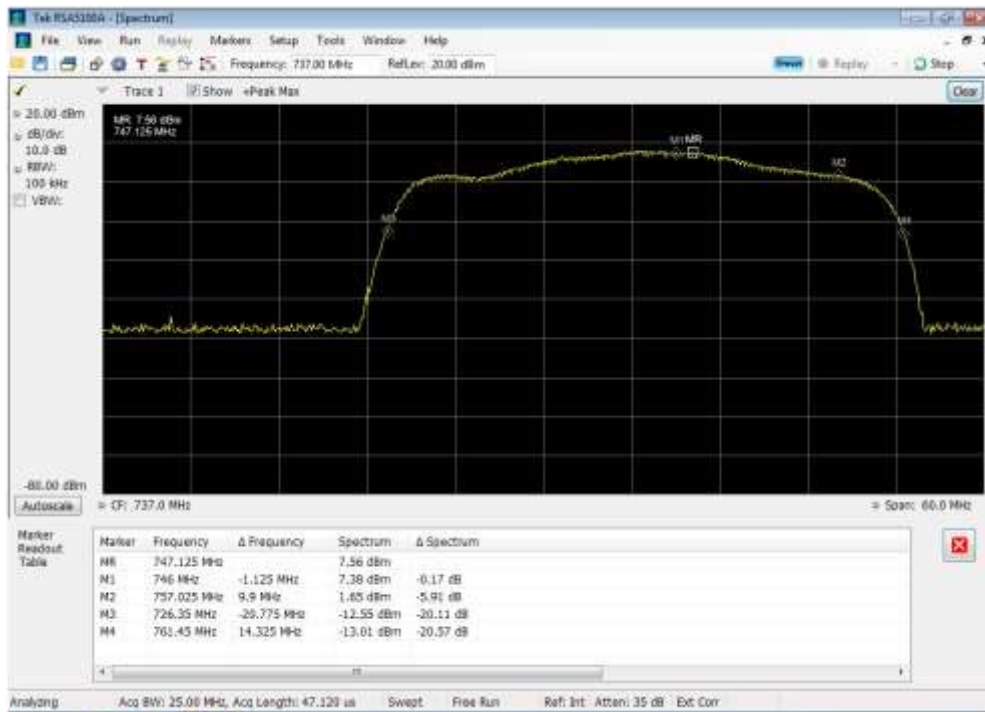 Tek RSA5100A - [Spectrum]
File View Run Replay Markers Setup Tools Window Help
Frequency: 737.00 MHz RefLev: 20.00 dBm Preset Replay Stop
Trace 1 Show +Peak Max Clear
20.00 dBm
dB/div:
10.0 dB
RBW:
100 kHz
VBW:
MR: 7.56 dBm
747.125 MHz
M1 MR
M2
M3
M4
-80.00 dBm
Autoscale CF: 737.0 MHz Span: 60.0 MHz
Marker
Readout
Table
Marker Frequency Δ Frequency Spectrum Δ Spectrum
MR 747.125 MHz 7.56 dBm
M1 746 MHz -1.125 MHz 7.38 dBm -0.17 dB
M2 757.025 MHz 9.9 MHz 1.65 dBm -5.91 dB
M3 726.35 MHz -20.775 MHz -12.55 dBm -20.11 dB
M4 761.45 MHz 14.325 MHz -13.01 dBm -20.57 dB
Analyzing Acq BW: 25.00 MHz, Acq Length: 47.120 us Swept Free Run Ref: Int Atten: 35 dB Ext Corr